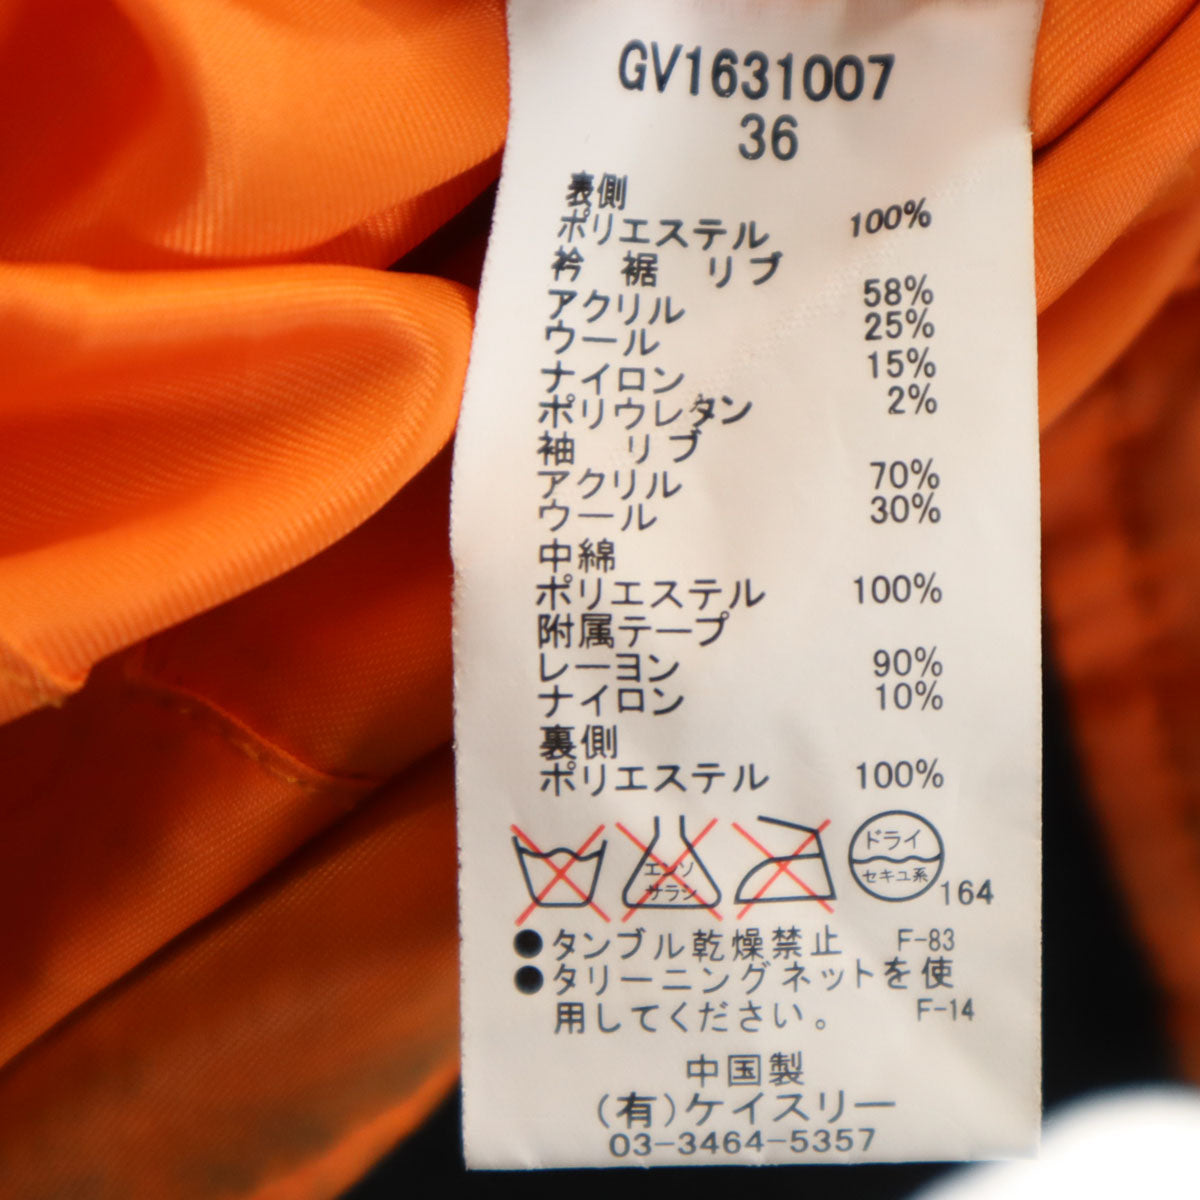 GV1631007
36
表側
ポリエステル 100%
衿 裾 リブ
アクリル 58%
ウール 25%
ナイロン 15%
ポリウレタン 2%
袖 リブ
アクリル 70%
ウール 30%
中綿
ポリエステル 100%
附属テープ
レーヨン 90%
ナイロン 10%
裏側
ポリエステル 100%
エンソ
サラシ
ドライ
セキユ系
164
●タンブル乾燥禁止 F-83
●タリーニングネットを使
用してください。 F-14
中国製
(有)ケイスリー
03-3464-5357